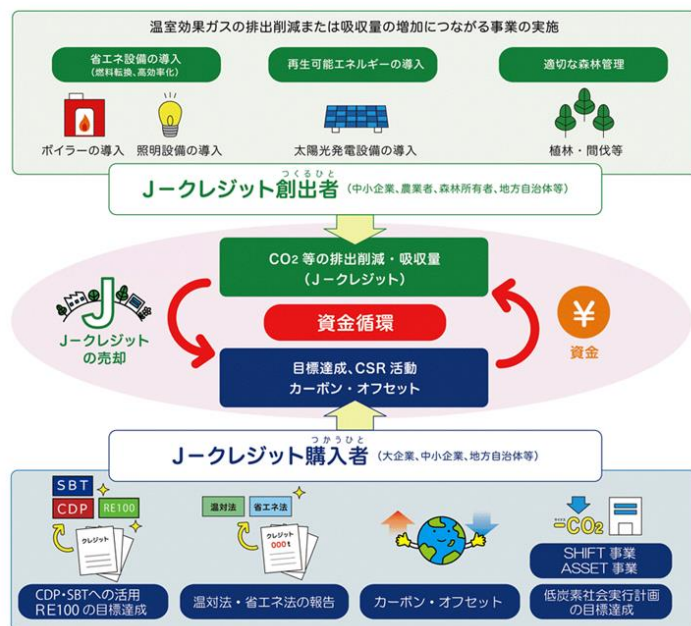 温室効果ガスの排出削減または吸収量の増加につながる事業の実施
省エネ設備の導入
(燃料転換、高効率化)
再生可能エネルギーの導入
適切な森林管理
ボイラーの導入
照明設備の導入
太陽光発電設備の導入
植林・間伐等
つくるひと
Jークレジット創出者(中小企業、農業者、森林所有者、地方自治体等)
CO2 等の排出削減・吸収量
(Jークレジット)
J
Jークレジット
の売却
資金循環
¥
資金
目標達成、CSR 活動
カーボン・オフセット
つかうひと
Jークレジット購入者(大企業、中小企業、地方自治体等)
SBT
CDP
RE100
クレジット
CDP・SBTへの活用
RE100 の目標達成
温対法
省エネ法
クレジット
000t
温対法・省エネ法の報告
カーボン・オフセット
-CO2
SHIFT 事業
ASSET 事業
低炭素社会実行計画
の目標達成